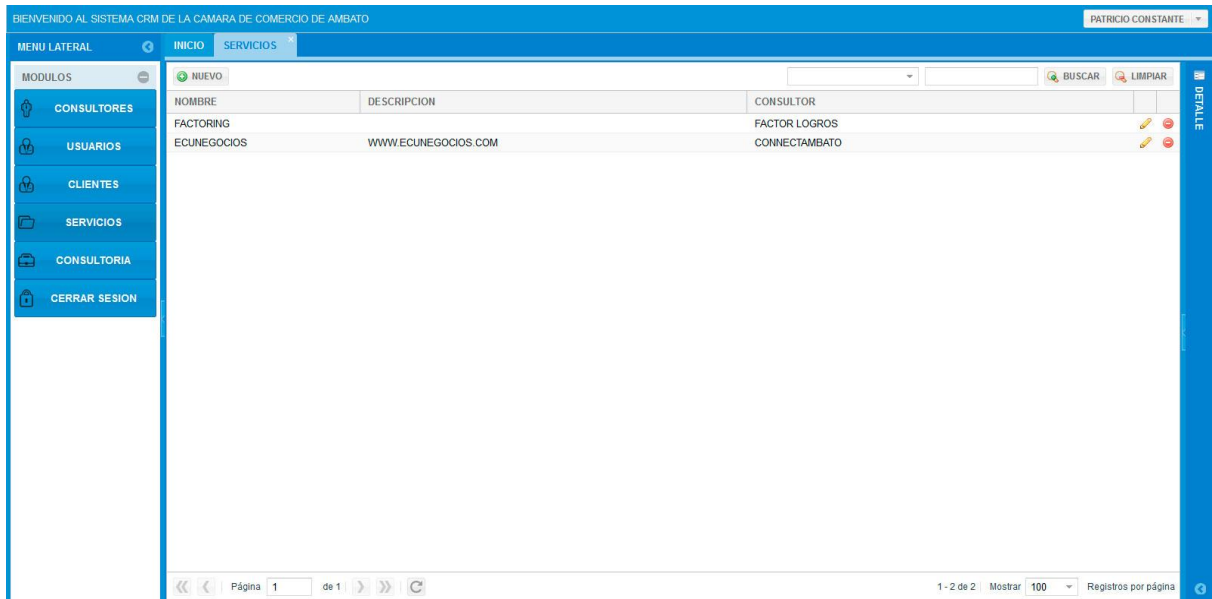 BIENVENIDO AL SISTEMA CRM DE LA CAMARA DE COMERCIO DE AMBATO
PATRICIO CONSTANTE
MENU LATERAL
INICIO
SERVICIOS
MODULOS
CONSULTORES
USUARIOS
CLIENTES
SERVICIOS
CONSULTORIA
CERRAR SESION
NUEVO
BUSCAR
LIMPIAR
NOMBRE DESCRIPCION CONSULTOR
FACTORING FACTOR LOGROS
ECUNEGOCIOS WWW.ECUNEGOCIOS.COM CONNECTAMBATO
DETALLE
Página 1 de 1
1 - 2 de 2 Mostrar 100 Registros por página